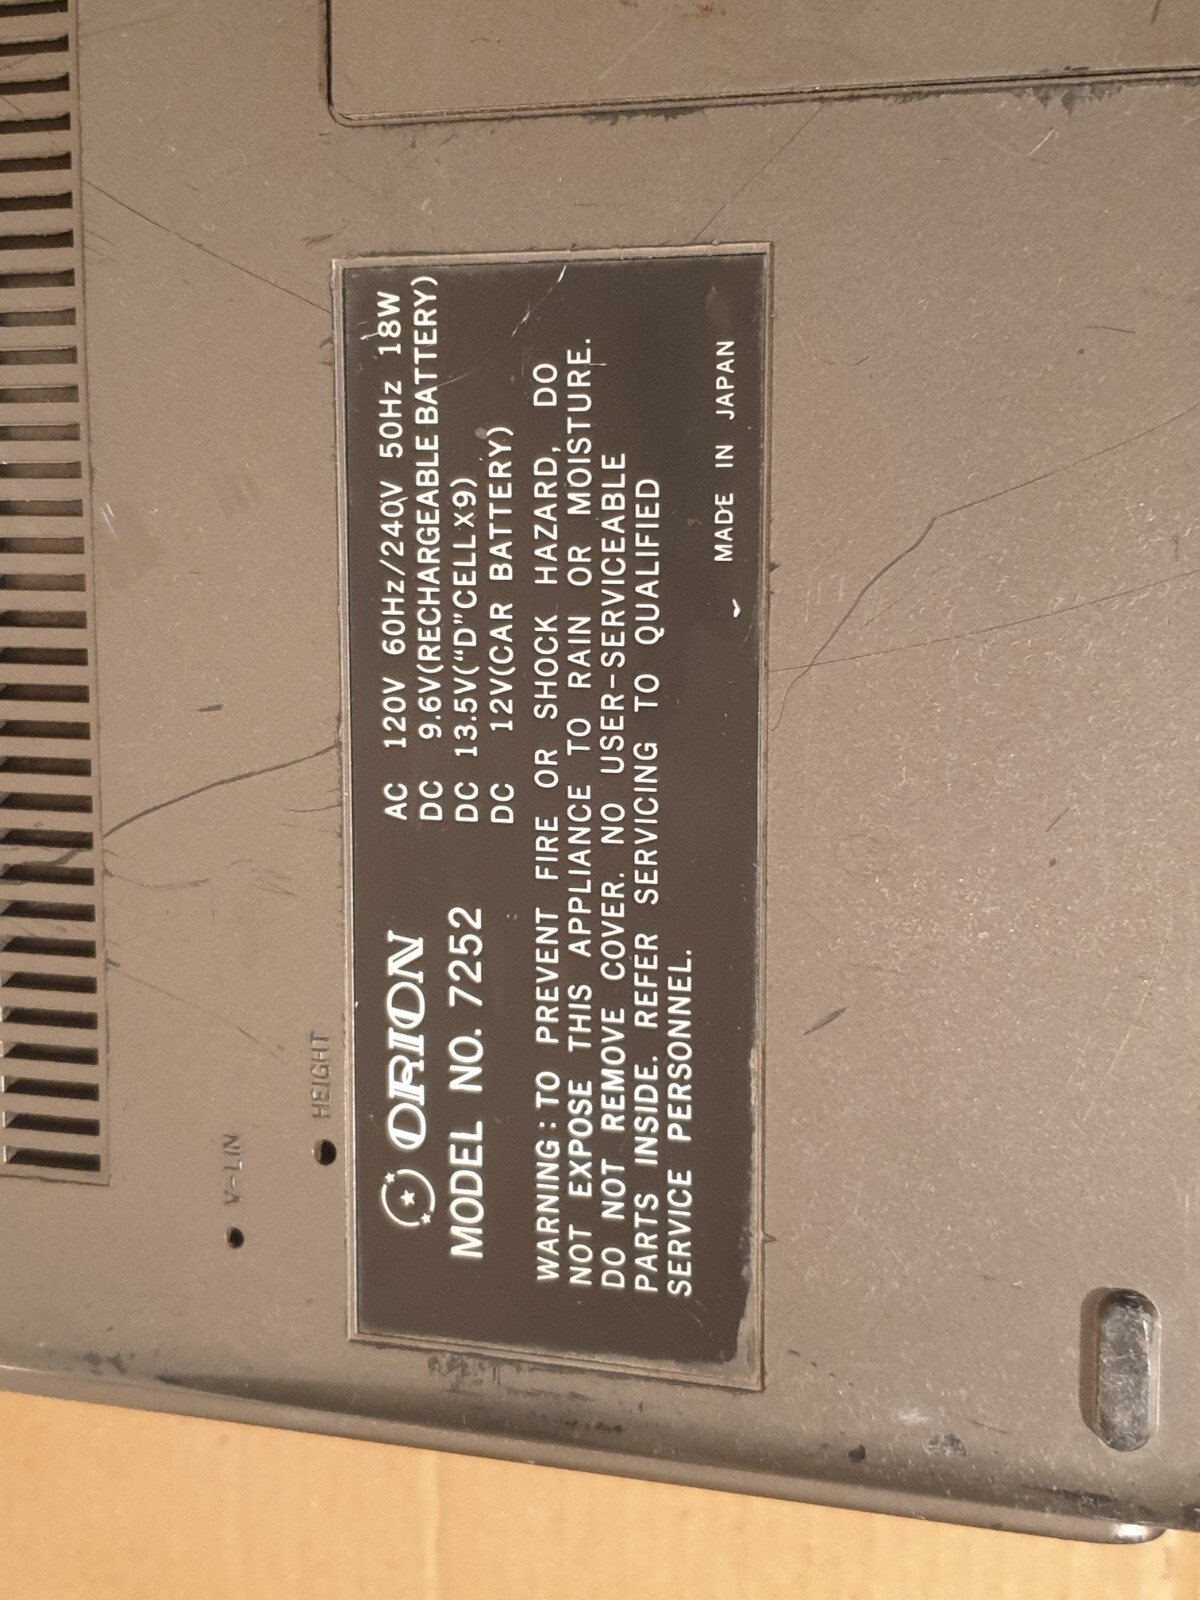 V-LIN
HEIGHT
ORION
MODEL NO. 7252
AC 120V 60Hz/240V 50Hz 18W
DC 9.6V(RECHARGEABLE BATTERY)
DC 13.5V("D"CELLX9)
DC 12V(CAR BATTERY)
WARNING: TO PREVENT FIRE OR SHOCK HAZARD, DO
NOT EXPOSE THIS APPLIANCE TO RAIN OR MOISTURE.
DO NOT REMOVE COVER. NO USER-SERVICEABLE
PARTS INSIDE. REFER SERVICING TO QUALIFIED
SERVICE PERSONNEL.
MADE IN JAPAN